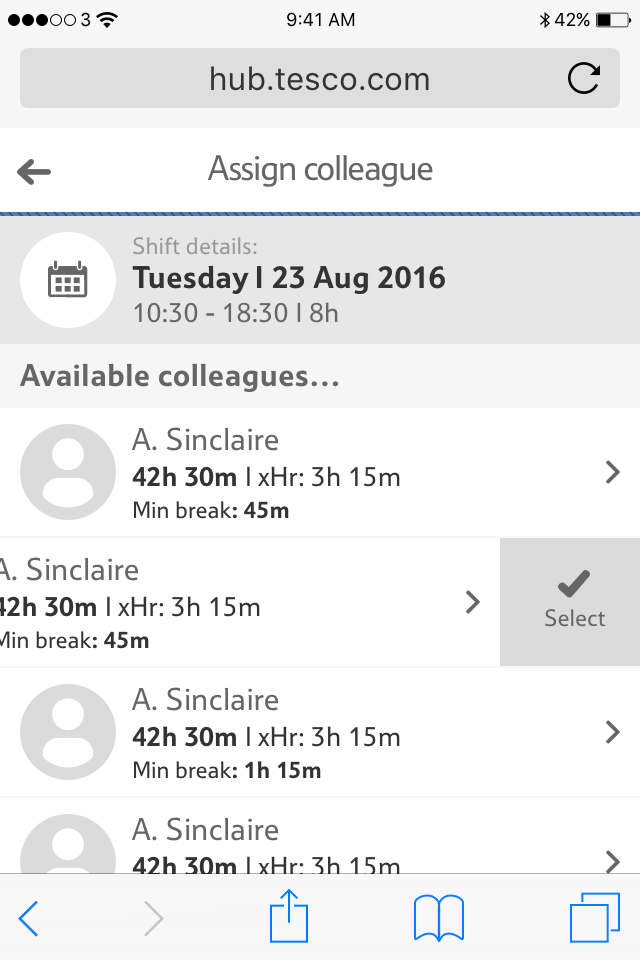 3 9:41 AM 42%
hub.tesco.com
Assign colleague
Shift details:
Tuesday | 23 Aug 2016
10:30 - 18:30 | 8h
Available colleagues...
A. Sinclaire
42h 30m | xHr: 3h 15m
Min break: 45m
A. Sinclaire
42h 30m | xHr: 3h 15m
Min break: 45m
Select
A. Sinclaire
42h 30m | xHr: 3h 15m
Min break: 1h 15m
A. Sinclaire
42h 30m | xHr: 3h 15m